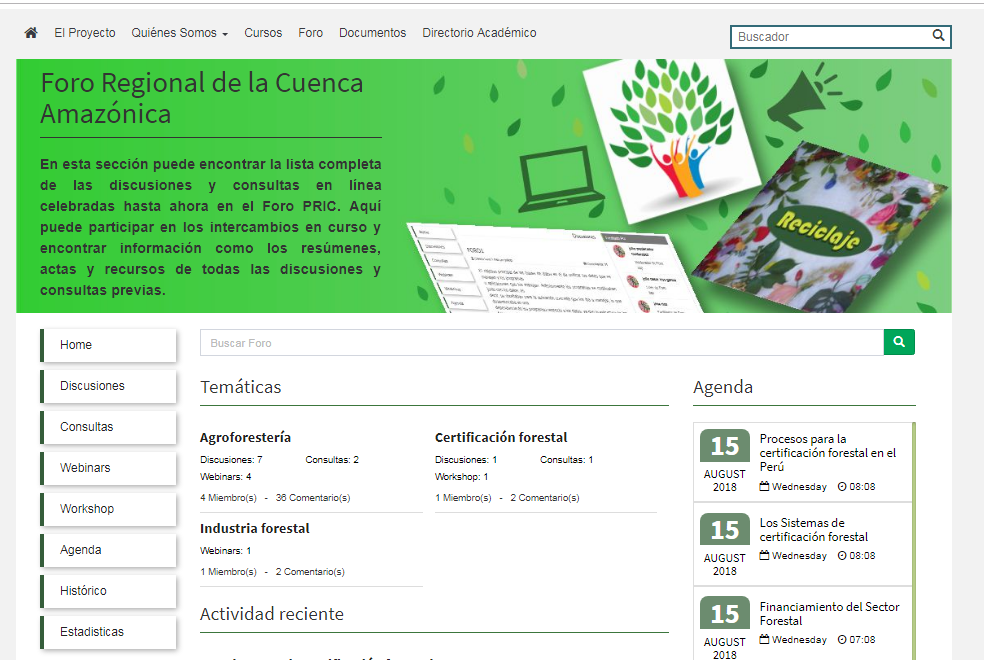 El Proyecto Quiénes Somos Cursos Foro Documentos Directorio Académico
Buscador
Foro Regional de la Cuenca
Amazónica
En esta sección puede encontrar la lista completa
de las discusiones y consultas en línea
celebradas hasta ahora en el Foro PRIC. Aquí
puede participar en los intercambios en curso y
encontrar información como los resúmenes,
actas y recursos de todas las discusiones y
consultas previas.
Reciclaje
Home
Discusiones
Consultas
Webinars
Workshop
Agenda
Histórico
Estadisticas
Buscar Foro
Temáticas
Agroforestería
Discusiones: 7 Consultas: 2
Webinars: 4
4 Miembro(s) - 36 Comentario(s)
Certificación forestal
Discusiones: 1 Consultas: 1
Workshop: 1
1 Miembro(s) - 2 Comentario(s)
Industria forestal
Webinars: 1
1 Miembro(s) - 2 Comentario(s)
Actividad reciente
Agenda
15
AUGUST
2018
Procesos para la
certificación forestal en el
Perú
Wednesday 08:08
15
AUGUST
2018
Los Sistemas de
certificación forestal
Wednesday 08:08
15
AUGUST
2018
Financiamiento del Sector
Forestal
Wednesday 07:08